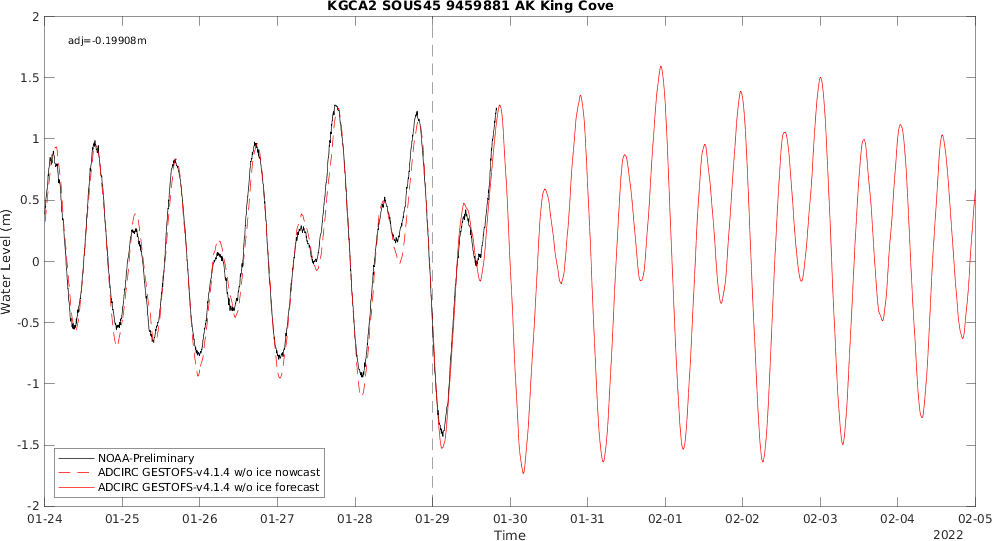 KGCA2 SOUS45 9459881 AK King Cove
adj=-0.19908m
2
1.5
1
0.5
0
-0.5
-1
-1.5
-2
Water Level (m)
NOAA-Preliminary
ADCIRC GESTOFS-v4.1.4 w/o ice nowcast
ADCIRC GESTOFS-v4.1.4 w/o ice forecast
01-24 01-25 01-26 01-27 01-28 01-29 01-30 01-31 02-01 02-02 02-03 02-04 02-05
Time
2022